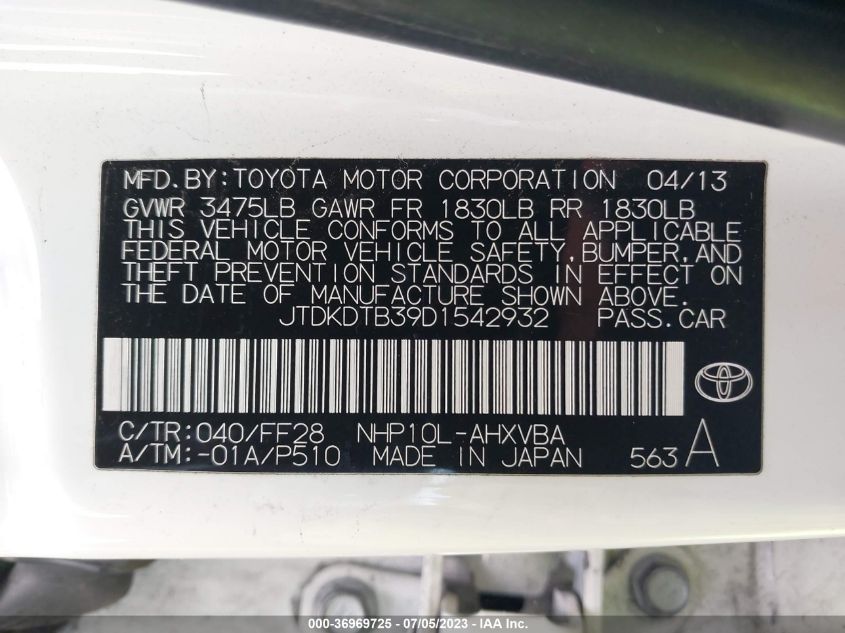 MFD.BY:TOYOTA MOTOR CORPORATION 04/13
GVWR 3475LB GAWR FR 1830LB RR 1830LB
THIS VEHICLE CONFORMS TO ALL APPLICABLE
FEDERAL MOTOR VEHICLE SAFETY,BUMPER,AND
THEFT PREVENTION STANDARDS IN EFFECT ON
THE DATE OF MANUFACTURE SHOWN ABOVE.
JTDKDTB39D1542932 PASS.CAR
C/TR:040/FF28 NHP10L-AHXVBA
A/TM:-01A/P510 MADE IN JAPAN 563 A
000-36969725 - 07/05/2023 - © 2023 IAA Inc.